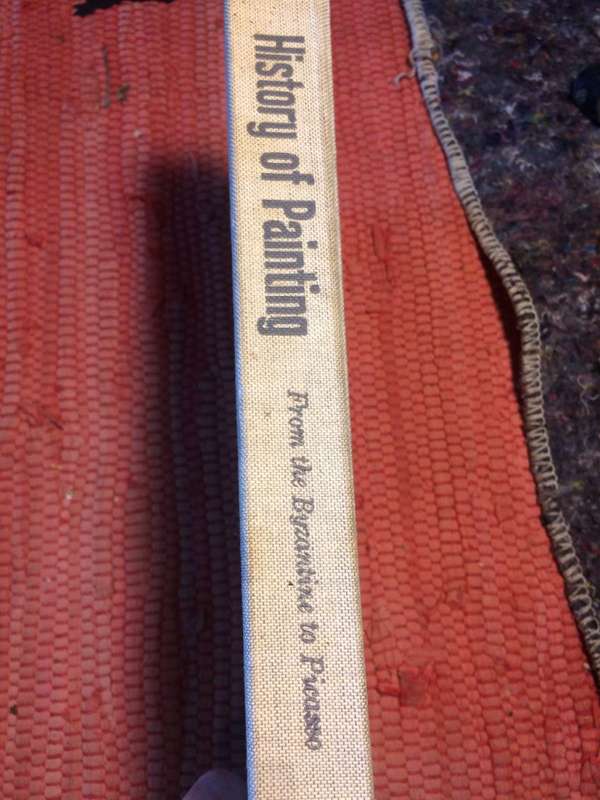 History of Painting
From the Byzantine to Picasso